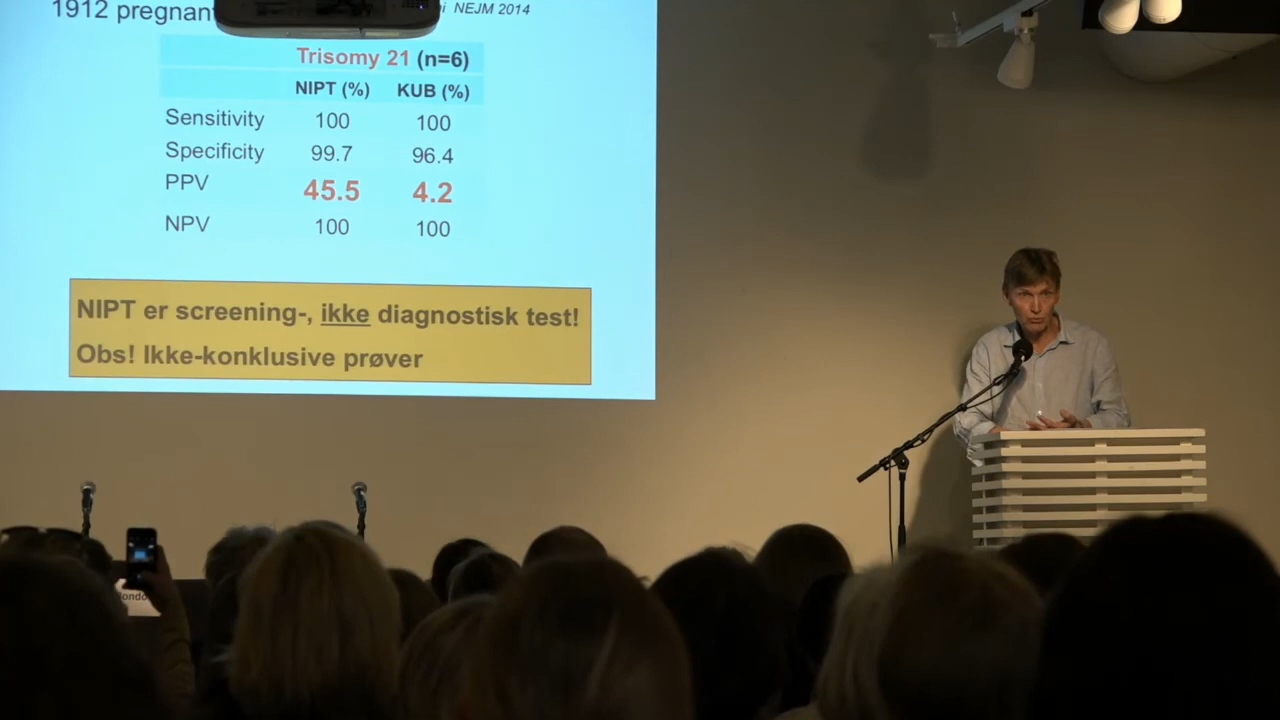 1912 pregnan
NEJM 2014
Trisomy 21 (n=6)
NIPT (%) KUB (%)
Sensitivity 100 100
Specificity 99.7 96.4
PPV 45.5 4.2
NPV 100 100
NIPT er screening-, ikke diagnostisk test!
Obs! Ikke-konklusive prøver